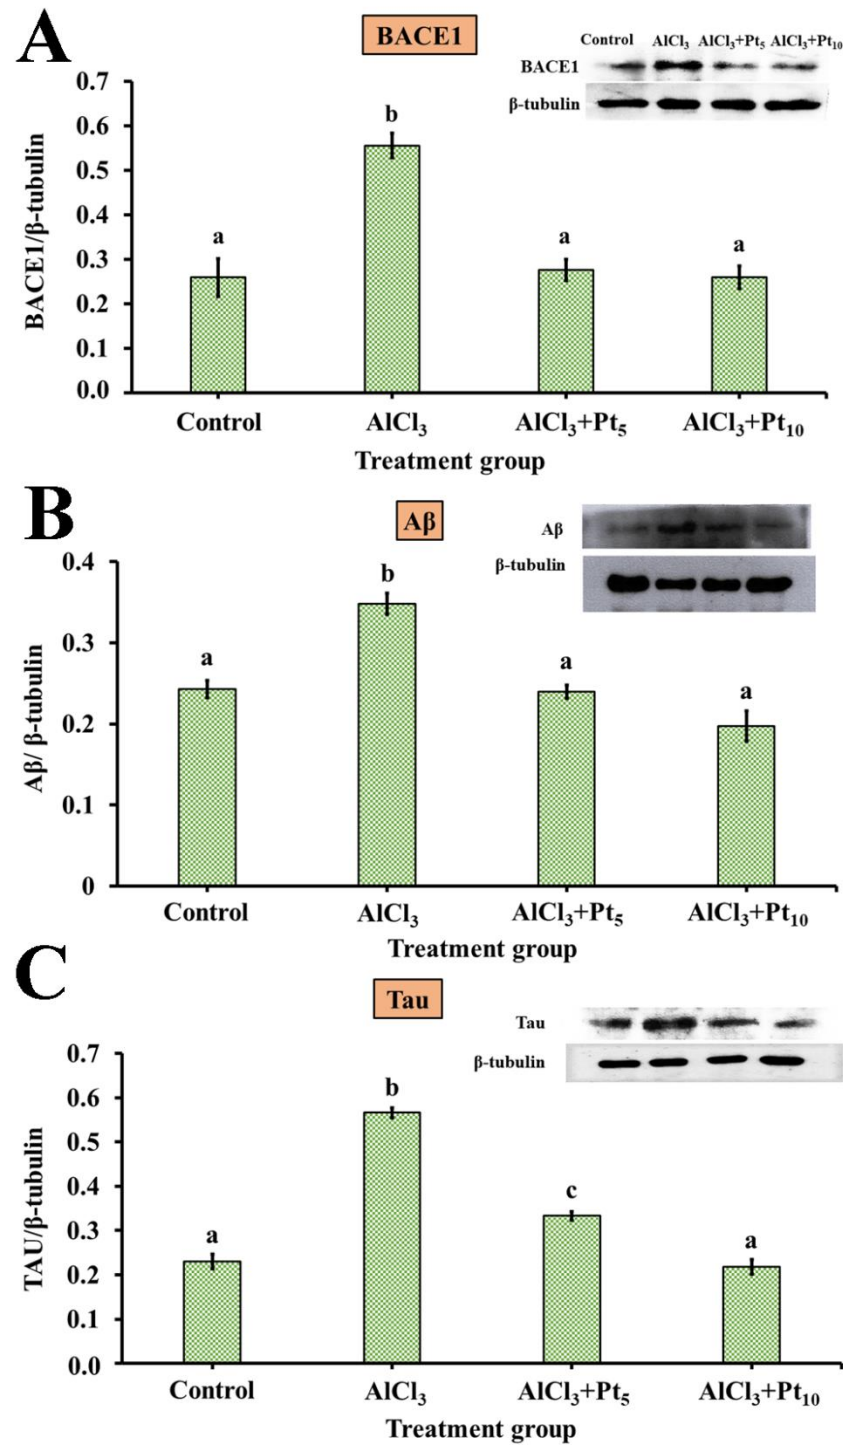 A
BACE1
Control AlCl₃ AlCl₃+Pt₅ AlCl₃+Pt₁₀
BACE1
β-tubulin
BACE1/β-tubulin
0.7
0.6
0.5
0.4
0.3
0.2
0.1
0.0
a
b
a
a
Control AlCl₃ AlCl₃+Pt₅ AlCl₃+Pt₁₀
Treatment group
B
Aβ
Aβ
β-tubulin
Aβ/ β-tubulin
0.4
0.3
0.2
0.1
0
a
b
a
a
Control AlCl₃ AlCl₃+Pt₅ AlCl₃+Pt₁₀
Treatment group
C
Tau
Tau
β-tubulin
TAU/β-tubulin
0.7
0.6
0.5
0.4
0.3
0.2
0.1
0.0
a
b
c
a
Control AlCl₃ AlCl₃+Pt₅ AlCl₃+Pt₁₀
Treatment group